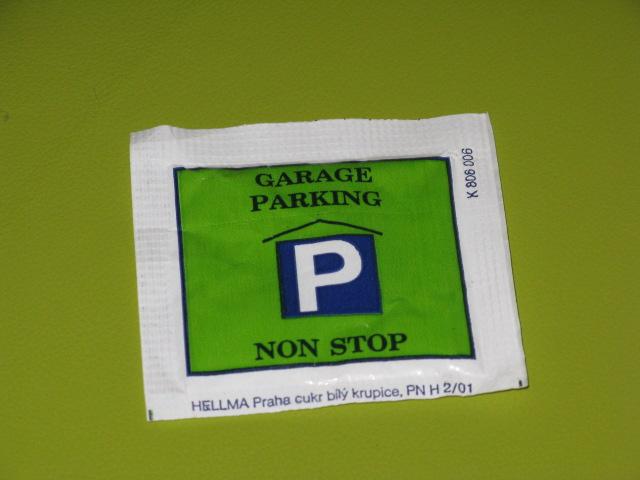 GARAGE
PARKING
P
NON STOP
HELLMA Praha cukr bílý krupice, PN H 2/01
K 806 006